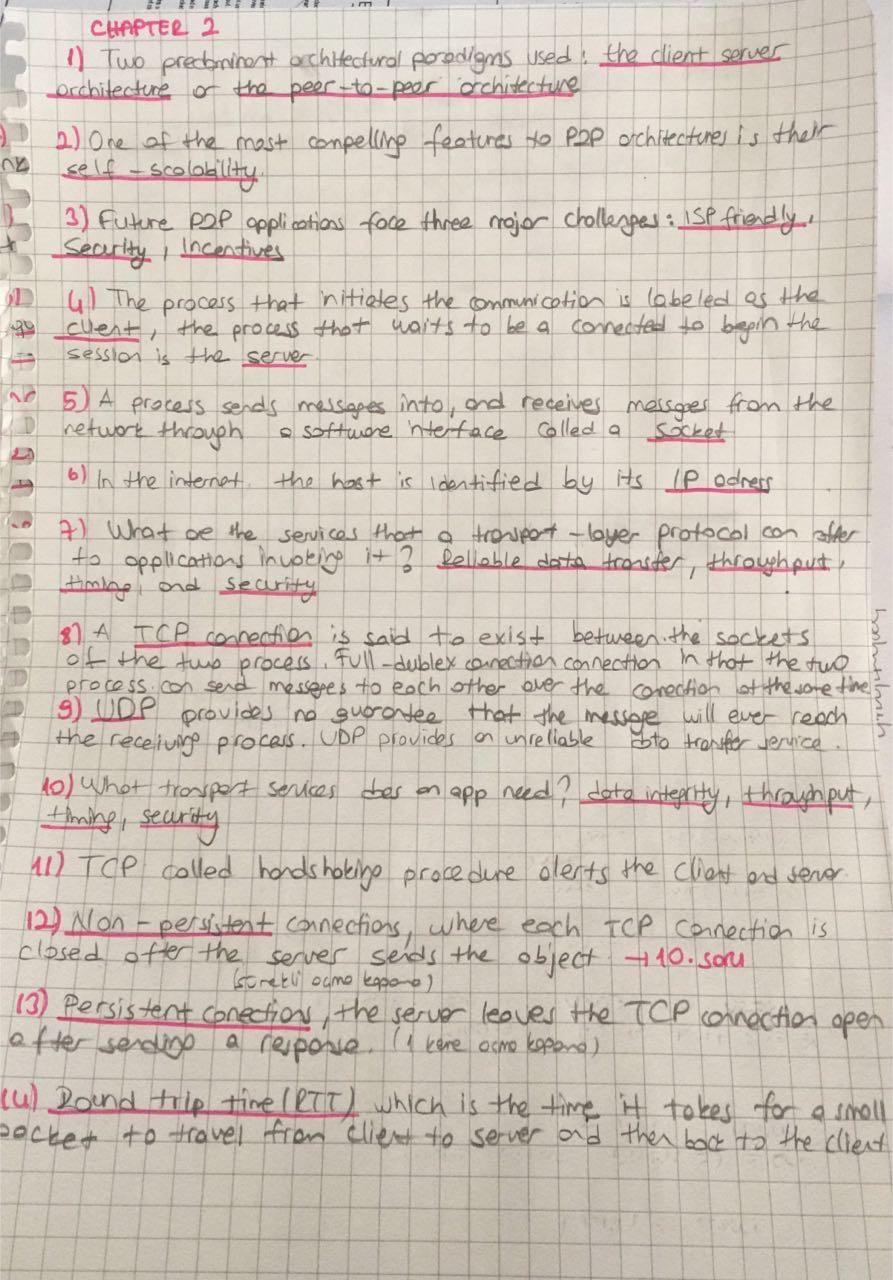 CHAPTER 2
1) Two predominant architectural paradigms used : the client server
architecture or the peer-to-pear architecture
2) One of the most compelling features to P2P architectures is their
self - scalability.
3) Future P2P applications face three major challenges : ISP friendly,
Security, Incentives
4) The process that initiates the communication is labeled as the
client, the process that waits to be a connected to begin the
session is the server.
5) A process sends messages into, and receives messges from the
network through a software interface called a socket
6) In the internet. the host is identified by its IP adress
7) What are the services that a transport-layer protocol can offer
to applications invoking it ? Reliable data transfer, throughput,
timing, and security
8) A TCP connection is said to exist between the sockets
of the two process. Full-dublex connection connection in that the two
process can send messeges to each other over the conection at the same time
9) UDP provides no guarantee that the message will ever reach
the receiving process. UDP provides an unreliable data transfer service.
10) What transport services does an app need? data integrity, throughput,
timing, security
11) TCP called handshaking procedure alerts the client and server
12) Non - persistent connections, where each TCP connection is
closed after the server sends the object → 10. soru
(sürekli açma kapama)
13) Persistent conections, the server leaves the TCP connection open
after sending a response. (1 kere açma kapama)
14) Round trip time (RTT) which is the time it takes for a small
packet to travel from client to server and then back to the client